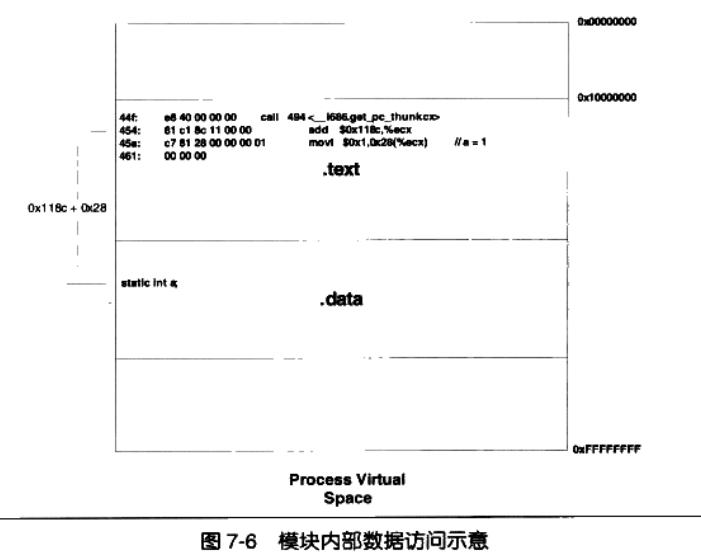 0x00000000
0x10000000
44f: e8 40 00 00 00 call 494 <__i686.get_pc_thunk.cx>
454: 81 c1 8c 11 00 00 add $0x118c,%ecx
45a: c7 81 28 00 00 00 01 movl $0x1,0x28(%ecx) // a = 1
461: 00 00 00
.text
0x118c + 0x28
static int a;
.data
0xFFFFFFFF
Process Virtual
Space
图 7-6 模块内部数据访问示意